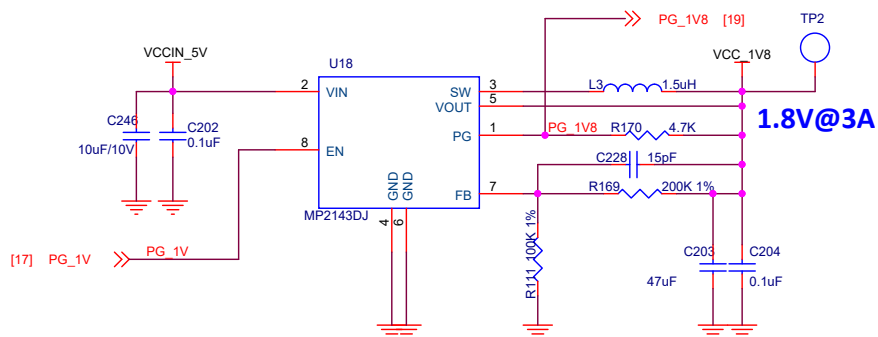 PG_1V8 [19]
TP2
VCCIN_5V
VCC_1V8
U18
2
VIN
SW
3
L3
1.5uH
VOUT
5
1.8V@3A
C246
10uF/10V
C202
0.1uF
PG
1
PG_1V8
R170
4.7K
8
EN
C228
15pF
FB
7
R169
200K 1%
GND
GND
MP2143DJ
4
6
R111 100K 1%
[17] PG_1V
PG_1V
C203
C204
47uF
0.1uF